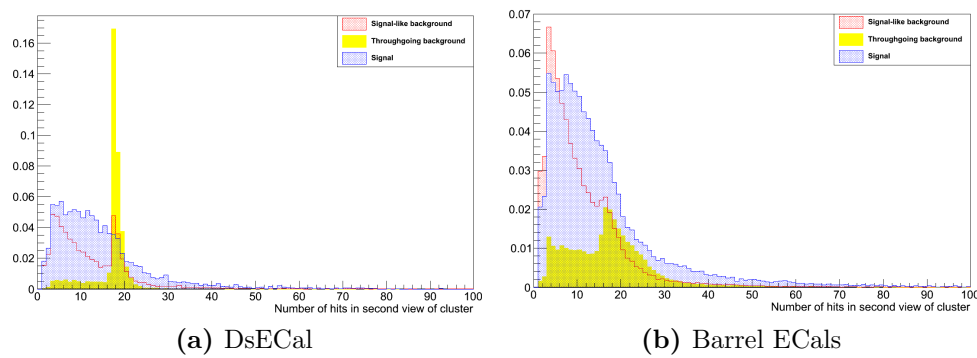 Signal-like background
Throughgoing background
Signal
0.16
0.14
0.12
0.1
0.08
0.06
0.04
0.02
0
0 10 20 30 40 50 60 70 80 90 100
Number of hits in second view of cluster
(a) DsECal
0.07
Signal-like background
Throughgoing background
Signal
0.06
0.05
0.04
0.03
0.02
0.01
0
0 10 20 30 40 50 60 70 80 90 100
Number of hits in second view of cluster
(b) Barrel ECals